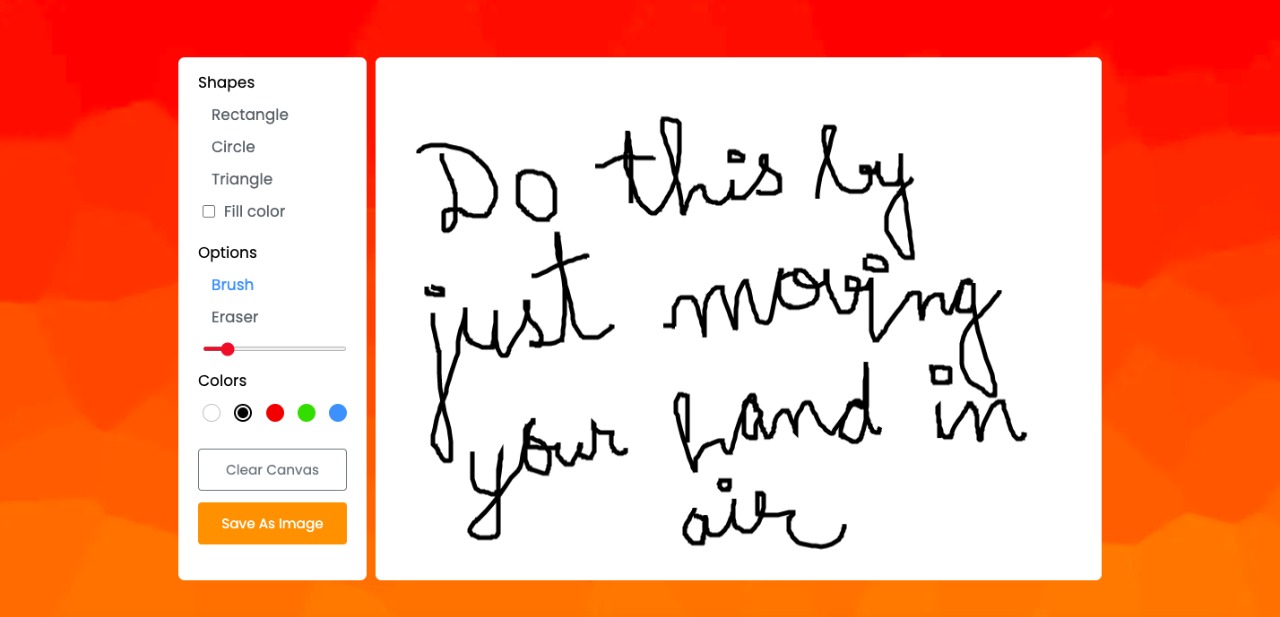 Shapes
Rectangle
Circle
Triangle
Fill color
Options
Brush
Eraser
Colors
Clear Canvas
Save As Image
Do this by
just moving
your hand in
air